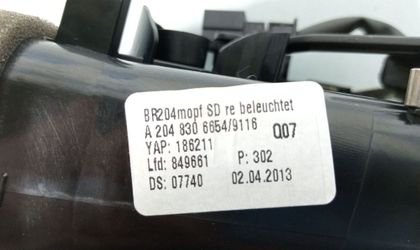 BR204mopf SD re beleuchtet
A 204 830 6654/9116 Q07
YAP: 186211
Lfd: 849661 P: 302
DS: 07740 02.04.2013